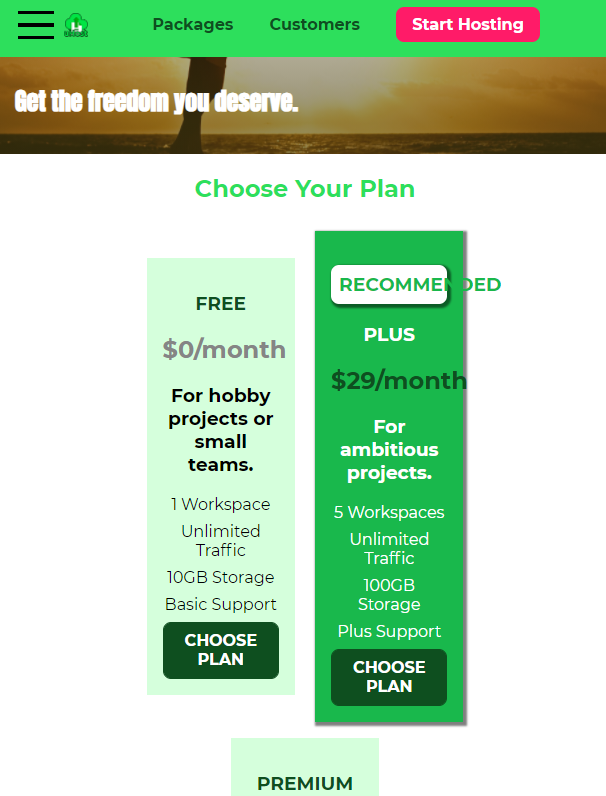 Packages
Customers
Start Hosting
Get the freedom you deserve.
Choose Your Plan
FREE
$0/month
For hobby
projects or
small
teams.
1 Workspace
Unlimited
Traffic
10GB Storage
Basic Support
CHOOSE
PLAN
RECOMMENDED
PLUS
$29/month
For
ambitious
projects.
5 Workspaces
Unlimited
Traffic
100GB
Storage
Plus Support
CHOOSE
PLAN
PREMIUM